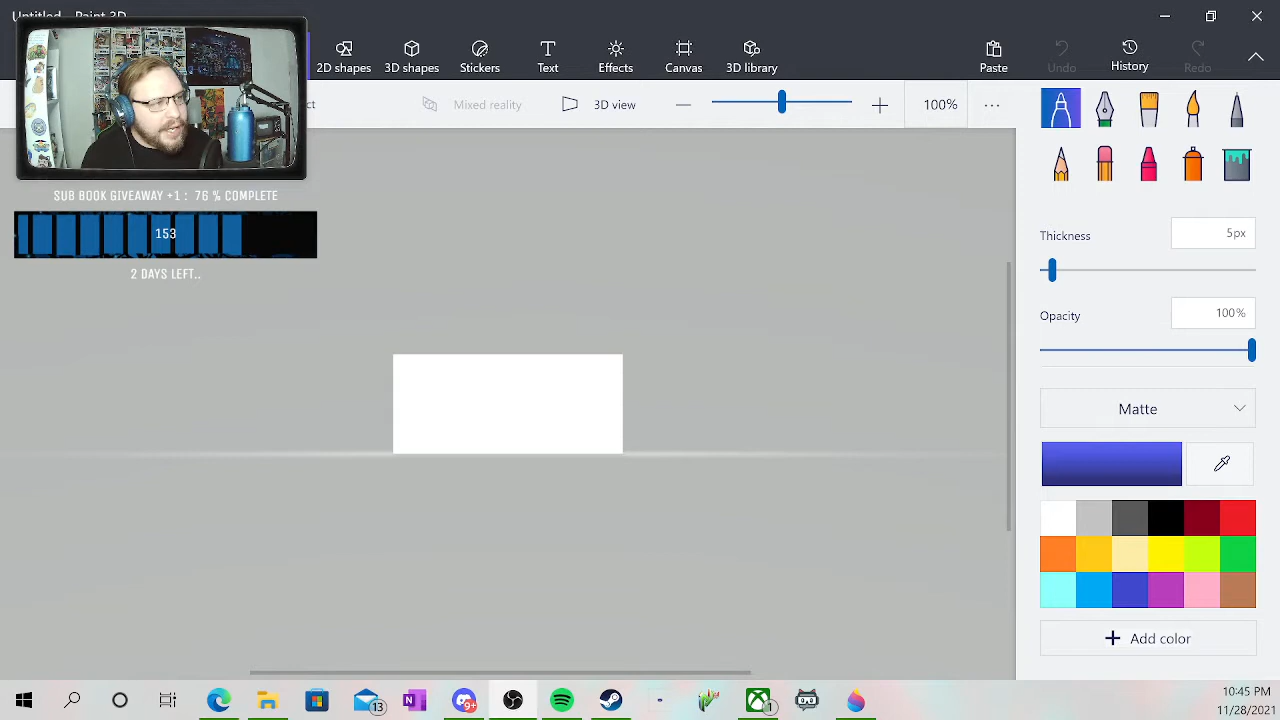 Untitled - Paint 3D
2D shapes
3D shapes
Stickers
Text
Effects
Canvas
3D library
Paste
Undo
History
Redo
Mixed reality
3D view
100%
SUB BOOK GIVEAWAY +1 : 76 % COMPLETE
153
2 DAYS LEFT..
Thickness
5px
Opacity
100%
Matte
Add color
13
9+
10:45 PM
11/28/2021